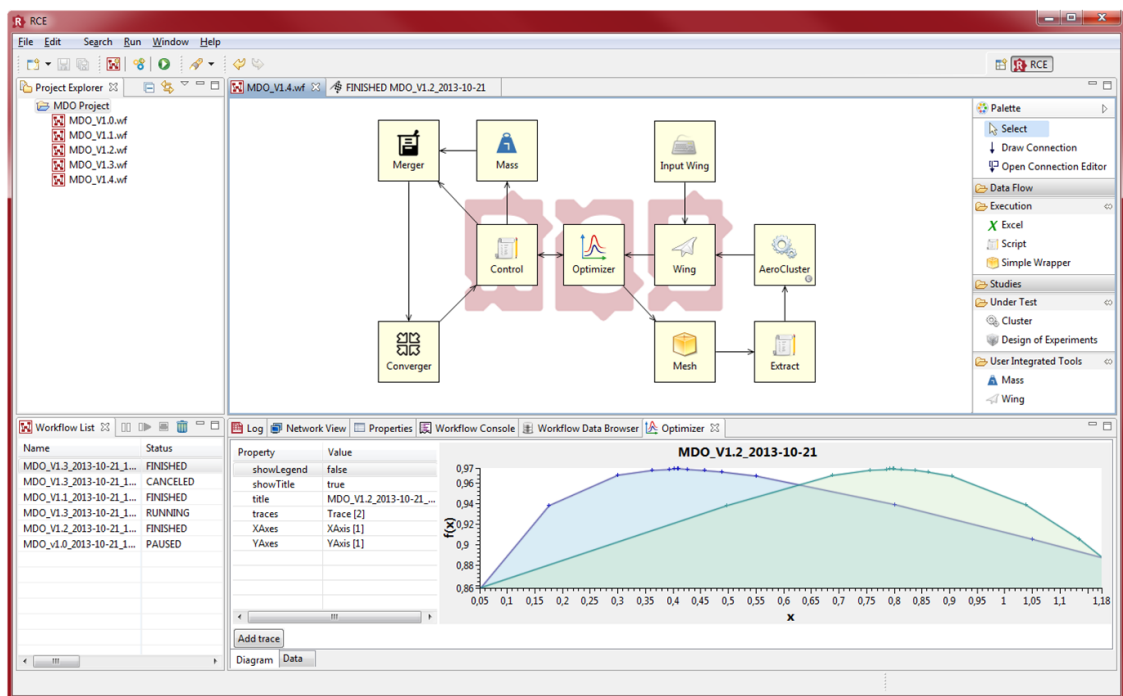 RCE
File Edit Search Run Window Help
RCE
Project Explorer
MDO Project
MDO_V1.0.wf
MDO_V1.1.wf
MDO_V1.2.wf
MDO_V1.3.wf
MDO_V1.4.wf
MDO_V1.4.wf FINISHED MDO_V1.2_2013-10-21
Merger Mass Input Wing
Control Optimizer Wing AeroCluster
Converger Mesh Extract
Palette
Select
Draw Connection
Open Connection Editor
Data Flow
Execution
Excel
Script
Simple Wrapper
Studies
Under Test
Cluster
Design of Experiments
User Integrated Tools
Mass
Wing
Workflow List
Name Status
MDO_V1.3_2013-10-21_1... FINISHED
MDO_V1.3_2013-10-21_1... CANCELED
MDO_V1.1_2013-10-21_1... FINISHED
MDO_V1.3_2013-10-21_1... RUNNING
MDO_V1.2_2013-10-21_1... FINISHED
MDO_v1.0_2013-10-21_1... PAUSED
Log Network View Properties Workflow Console Workflow Data Browser Optimizer
Property Value
showLegend false
showTitle true
title MDO_V1.2_2013-10-21_...
traces Trace [2]
XAxes XAxis [1]
YAxes YAxis [1]
Add trace
Diagram Data
MDO_V1.2_2013-10-21
0,97
0,96
0,94
0,92
0,9
0,88
0,86
f(x)
0,05 0,1 0,15 0,2 0,25 0,3 0,35 0,4 0,45 0,5 0,55 0,6 0,65 0,7 0,75 0,8 0,85 0,9 0,95 1 1,05 1,1 1,18
x